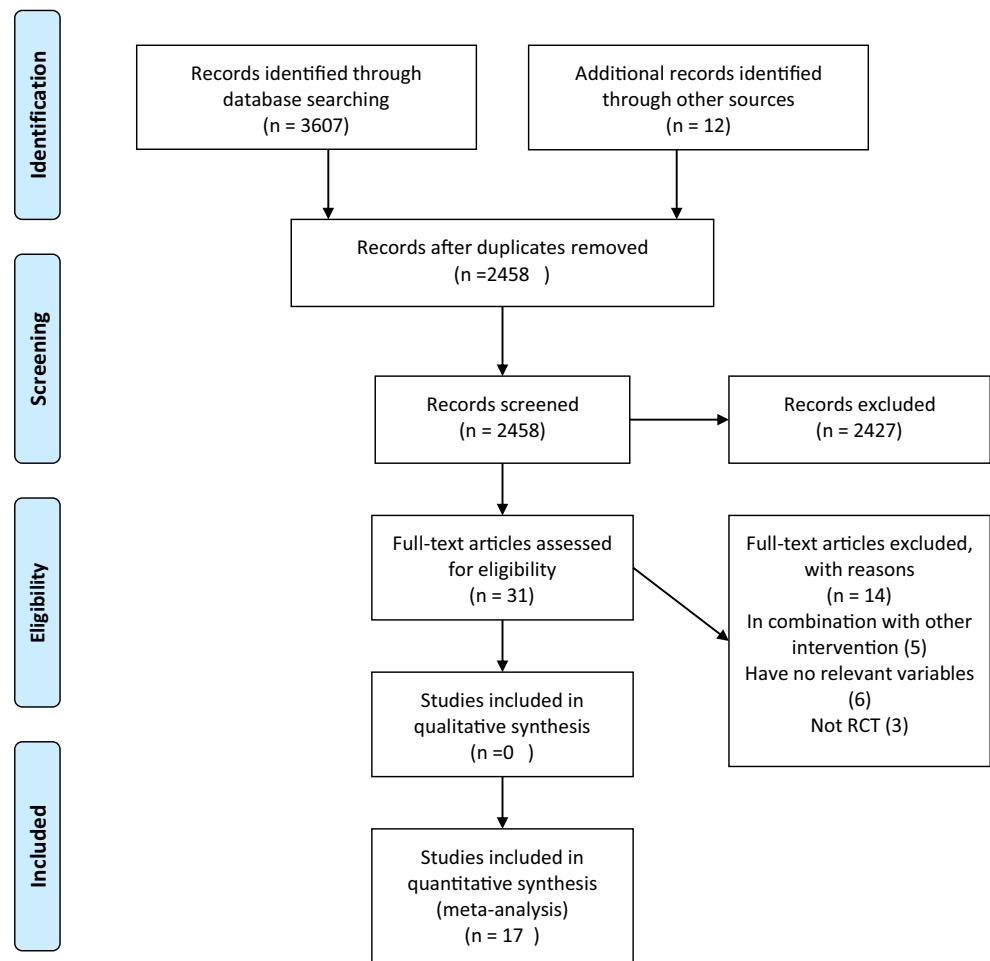 Identification
Records identified through
database searching
(n = 3607)
Additional records identified
through other sources
(n = 12)
Records after duplicates removed
(n =2458   )
Screening
Records screened
(n = 2458)
Records excluded
(n = 2427)
Eligibility
Full-text articles assessed
for eligibility
(n = 31)
Full-text articles excluded,
with reasons
(n = 14)
In combination with other
intervention (5)
Have no relevant variables
(6)
Not RCT (3)
Studies included in
qualitative synthesis
(n =0   )
Included
Studies included in
quantitative synthesis
(meta-analysis)
(n = 17   )